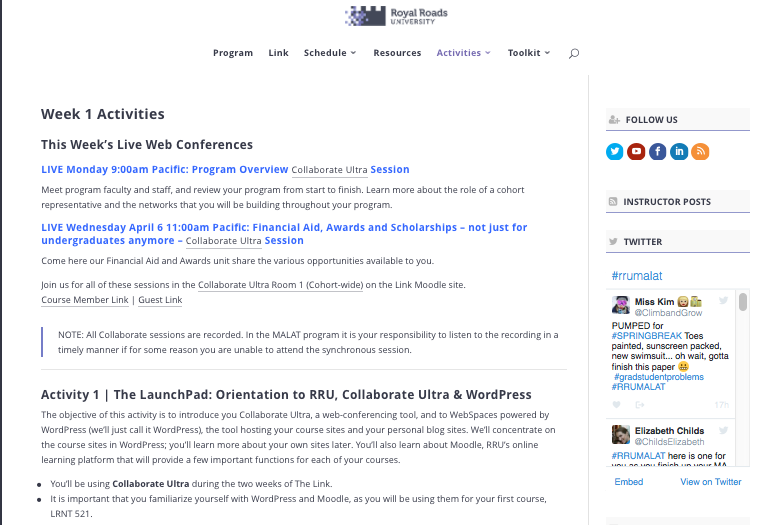 Royal Roads
UNIVERSITY
Program Link Schedule Resources Activities Toolkit
Week 1 Activities
This Week's Live Web Conferences
LIVE Monday 9:00am Pacific: Program Overview Collaborate Ultra Session
Meet program faculty and staff, and review your program from start to finish. Learn more about the role of a cohort
representative and the networks that you will be building throughout your program.
LIVE Wednesday April 6 11:00am Pacific: Financial Aid, Awards and Scholarships – not just for
undergraduates anymore – Collaborate Ultra Session
Come here our Financial Aid and Awards unit share the various opportunities available to you.
Join us for all of these sessions in the Collaborate Ultra Room 1 (Cohort-wide) on the Link Moodle site.
Course Member Link | Guest Link
NOTE: All Collaborate sessions are recorded. In the MALAT program it is your responsibility to listen to the recording in a
timely manner if for some reason you are unable to attend the synchronous session.
Activity 1 | The LaunchPad: Orientation to RRU, Collaborate Ultra & WordPress
The objective of this activity is to introduce you Collaborate Ultra, a web-conferencing tool, and to WebSpaces powered by
WordPress (we'll just call it WordPress), the tool hosting your course sites and your personal blog sites. We'll concentrate on
the course sites in WordPress; you'll learn more about your own sites later. You'll also learn about Moodle, RRU's online
learning platform that will provide a few important functions for each of your courses.
You'll be using Collaborate Ultra during the two weeks of The Link.
It is important that you familiarize yourself with WordPress and Moodle, as you will be using them for your first course,
LRNT 521.
FOLLOW US
INSTRUCTOR POSTS
TWITTER
#rrumalat
Miss Kim
@ClimbandGrow
PUMPED for
#SPRINGBREAK Toes
painted, sunscreen packed,
new swimsuit... oh wait, gotta
finish this paper
#gradstudentproblems
#RRUMALAT
17h
Elizabeth Childs
@ChildsElizabeth
#RRUMALAT here is one for
you as you finish up your MA
Embed View on Twitter